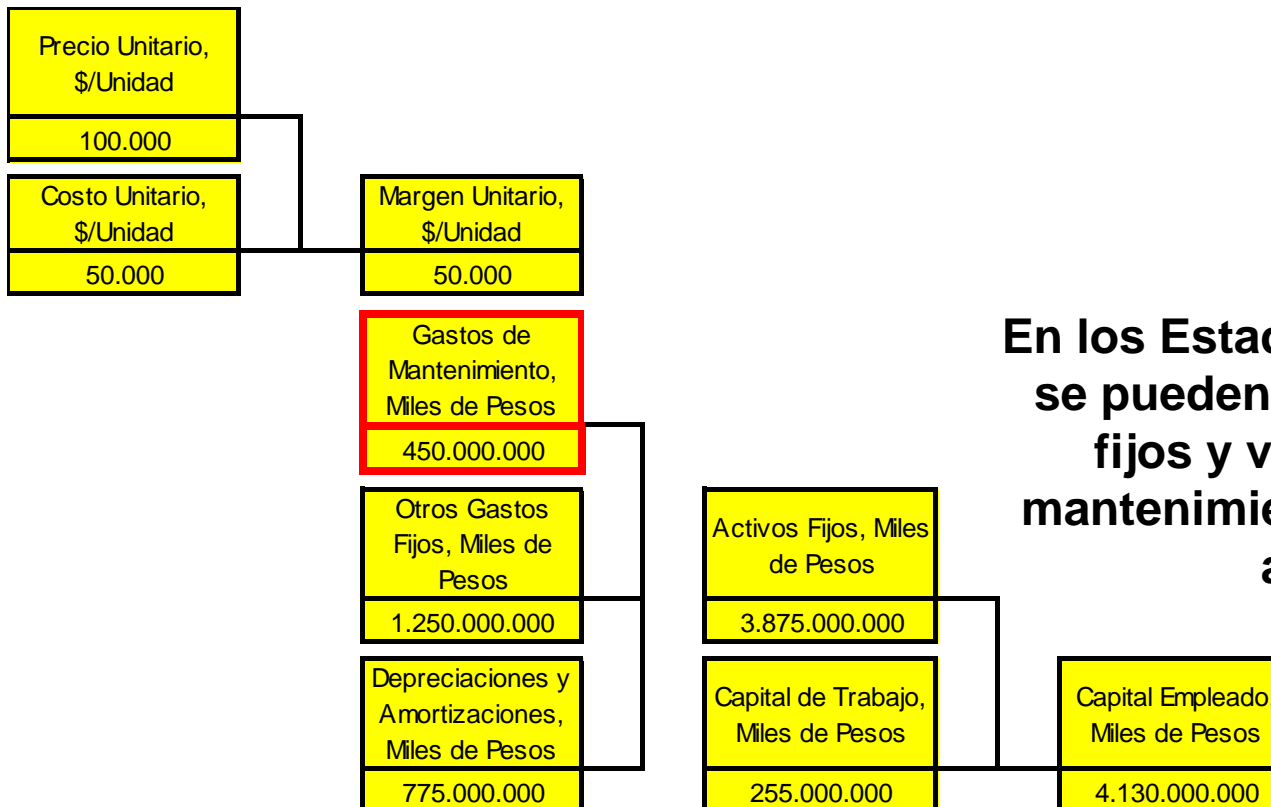 Precio Unitario,
$/Unidad
100.000
Costo Unitario,
$/Unidad
50.000
Margen Unitario,
$/Unidad
50.000
Gastos de
Mantenimiento,
Miles de Pesos
450.000.000
Otros Gastos
Fijos, Miles de
Pesos
1.250.000.000
Depreciaciones y
Amortizaciones,
Miles de Pesos
775.000.000
Activos Fijos, Miles
de Pesos
3.875.000.000
Capital de Trabajo,
Miles de Pesos
255.000.000
Capital Empleado
Miles de Pesos
4.130.000.000
En los
se pueden
fijos y